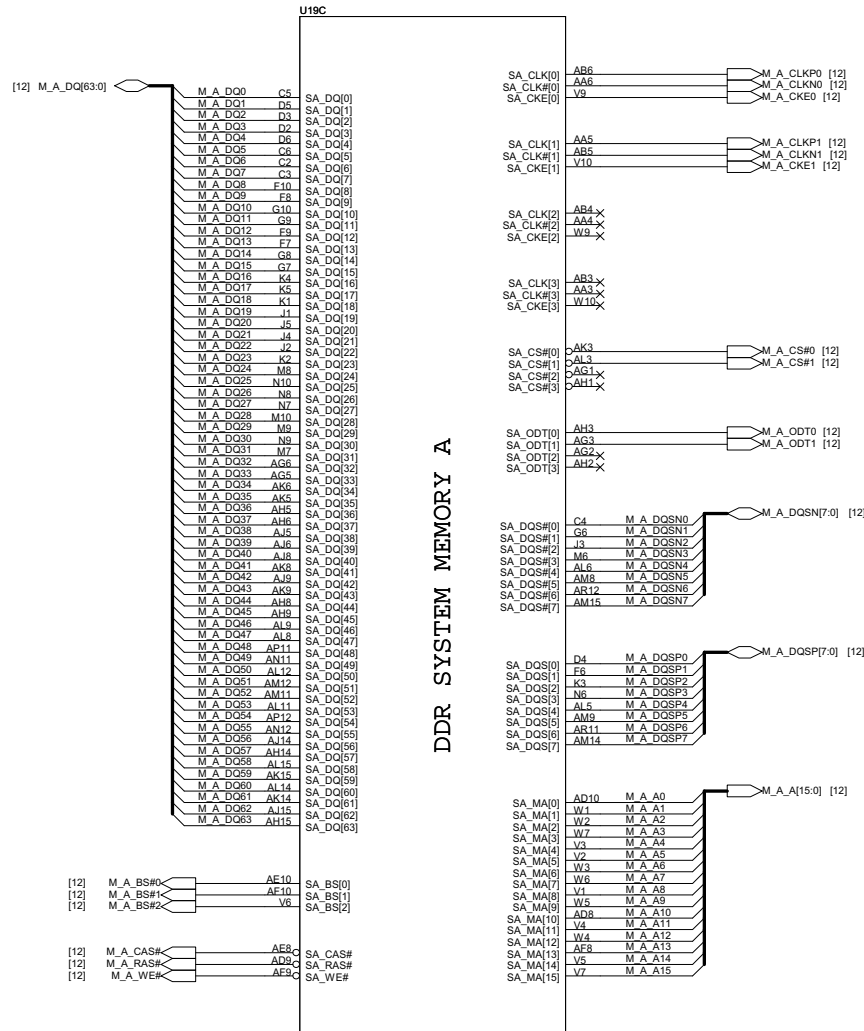 U19C
[12] M_A_DQ[63:0]
M_A_DQ0 C5 SA_DQ[0]
M_A_DQ1 D5 SA_DQ[1]
M_A_DQ2 D3 SA_DQ[2]
M_A_DQ3 D2 SA_DQ[3]
M_A_DQ4 D6 SA_DQ[4]
M_A_DQ5 C6 SA_DQ[5]
M_A_DQ6 C2 SA_DQ[6]
M_A_DQ7 C3 SA_DQ[7]
M_A_DQ8 F10 SA_DQ[8]
M_A_DQ9 F8 SA_DQ[9]
M_A_DQ10 G10 SA_DQ[10]
M_A_DQ11 G9 SA_DQ[11]
M_A_DQ12 F9 SA_DQ[12]
M_A_DQ13 F7 SA_DQ[13]
M_A_DQ14 G8 SA_DQ[14]
M_A_DQ15 G7 SA_DQ[15]
M_A_DQ16 K4 SA_DQ[16]
M_A_DQ17 K5 SA_DQ[17]
M_A_DQ18 K1 SA_DQ[18]
M_A_DQ19 J1 SA_DQ[19]
M_A_DQ20 J5 SA_DQ[20]
M_A_DQ21 J4 SA_DQ[21]
M_A_DQ22 J2 SA_DQ[22]
M_A_DQ23 K2 SA_DQ[23]
M_A_DQ24 M8 SA_DQ[24]
M_A_DQ25 N10 SA_DQ[25]
M_A_DQ26 N8 SA_DQ[26]
M_A_DQ27 N7 SA_DQ[27]
M_A_DQ28 M10 SA_DQ[28]
M_A_DQ29 M9 SA_DQ[29]
M_A_DQ30 N9 SA_DQ[30]
M_A_DQ31 M7 SA_DQ[31]
M_A_DQ32 AG6 SA_DQ[32]
M_A_DQ33 AG5 SA_DQ[33]
M_A_DQ34 AK6 SA_DQ[34]
M_A_DQ35 AK5 SA_DQ[35]
M_A_DQ36 AH5 SA_DQ[36]
M_A_DQ37 AH6 SA_DQ[37]
M_A_DQ38 AJ5 SA_DQ[38]
M_A_DQ39 AJ6 SA_DQ[39]
M_A_DQ40 AJ8 SA_DQ[40]
M_A_DQ41 AK8 SA_DQ[41]
M_A_DQ42 AJ9 SA_DQ[42]
M_A_DQ43 AK9 SA_DQ[43]
M_A_DQ44 AH8 SA_DQ[44]
M_A_DQ45 AH9 SA_DQ[45]
M_A_DQ46 AL9 SA_DQ[46]
M_A_DQ47 AL8 SA_DQ[47]
M_A_DQ48 AP11 SA_DQ[48]
M_A_DQ49 AN11 SA_DQ[49]
M_A_DQ50 AL12 SA_DQ[50]
M_A_DQ51 AM12 SA_DQ[51]
M_A_DQ52 AM11 SA_DQ[52]
M_A_DQ53 AL11 SA_DQ[53]
M_A_DQ54 AP12 SA_DQ[54]
M_A_DQ55 AN12 SA_DQ[55]
M_A_DQ56 AJ14 SA_DQ[56]
M_A_DQ57 AH14 SA_DQ[57]
M_A_DQ58 AL15 SA_DQ[58]
M_A_DQ59 AK15 SA_DQ[59]
M_A_DQ60 AL14 SA_DQ[60]
M_A_DQ61 AK14 SA_DQ[61]
M_A_DQ62 AJ15 SA_DQ[62]
M_A_DQ63 AH15 SA_DQ[63]
[12] M_A_BS#0 AE10 SA_BS[0]
[12] M_A_BS#1 AF10 SA_BS[1]
[12] M_A_BS#2 V6 SA_BS[2]
[12] M_A_CAS# AE8 SA_CAS#
[12] M_A_RAS# AD9 SA_RAS#
[12] M_A_WE# AF9 SA_WE#
DDR SYSTEM MEMORY A
SA_CLK[0] AB6 M_A_CLKP0 [12]
SA_CLK#[0] AA6 M_A_CLKN0 [12]
SA_CKE[0] V9 M_A_CKE0 [12]
SA_CLK[1] AA5 M_A_CLKP1 [12]
SA_CLK#[1] AB5 M_A_CLKN1 [12]
SA_CKE[1] V10 M_A_CKE1 [12]
SA_CLK[2] AB4
SA_CLK#[2] AA4
SA_CKE[2] W9
SA_CLK[3] AB3
SA_CLK#[3] AA3
SA_CKE[3] W10
SA_CS#[0] AK3 M_A_CS#0 [12]
SA_CS#[1] AL3 M_A_CS#1 [12]
SA_CS#[2] AG1
SA_CS#[3] AH1
SA_ODT[0] AH3 M_A_ODT0 [12]
SA_ODT[1] AG3 M_A_ODT1 [12]
SA_ODT[2] AG2
SA_ODT[3] AH2
M_A_DQSN[7:0] [12]
SA_DQS#[0] C4 M_A_DQSN0
SA_DQS#[1] G6 M_A_DQSN1
SA_DQS#[2] J3 M_A_DQSN2
SA_DQS#[3] M6 M_A_DQSN3
SA_DQS#[4] AL6 M_A_DQSN4
SA_DQS#[5] AM8 M_A_DQSN5
SA_DQS#[6] AR12 M_A_DQSN6
SA_DQS#[7] AM15 M_A_DQSN7
M_A_DQSP[7:0] [12]
SA_DQS[0] D4 M_A_DQSP0
SA_DQS[1] F6 M_A_DQSP1
SA_DQS[2] K3 M_A_DQSP2
SA_DQS[3] N6 M_A_DQSP3
SA_DQS[4] AL5 M_A_DQSP4
SA_DQS[5] AM9 M_A_DQSP5
SA_DQS[6] AR11 M_A_DQSP6
SA_DQS[7] AM14 M_A_DQSP7
M_A_A[15:0] [12]
SA_MA[0] AD10 M_A_A0
SA_MA[1] W1 M_A_A1
SA_MA[2] W2 M_A_A2
SA_MA[3] W7 M_A_A3
SA_MA[4] V3 M_A_A4
SA_MA[5] V2 M_A_A5
SA_MA[6] W3 M_A_A6
SA_MA[7] W6 M_A_A7
SA_MA[8] V1 M_A_A8
SA_MA[9] W5 M_A_A9
SA_MA[10] AD8 M_A_A10
SA_MA[11] V4 M_A_A11
SA_MA[12] W4 M_A_A12
SA_MA[13] AF8 M_A_A13
SA_MA[14] V5 M_A_A14
SA_MA[15] V7 M_A_A15